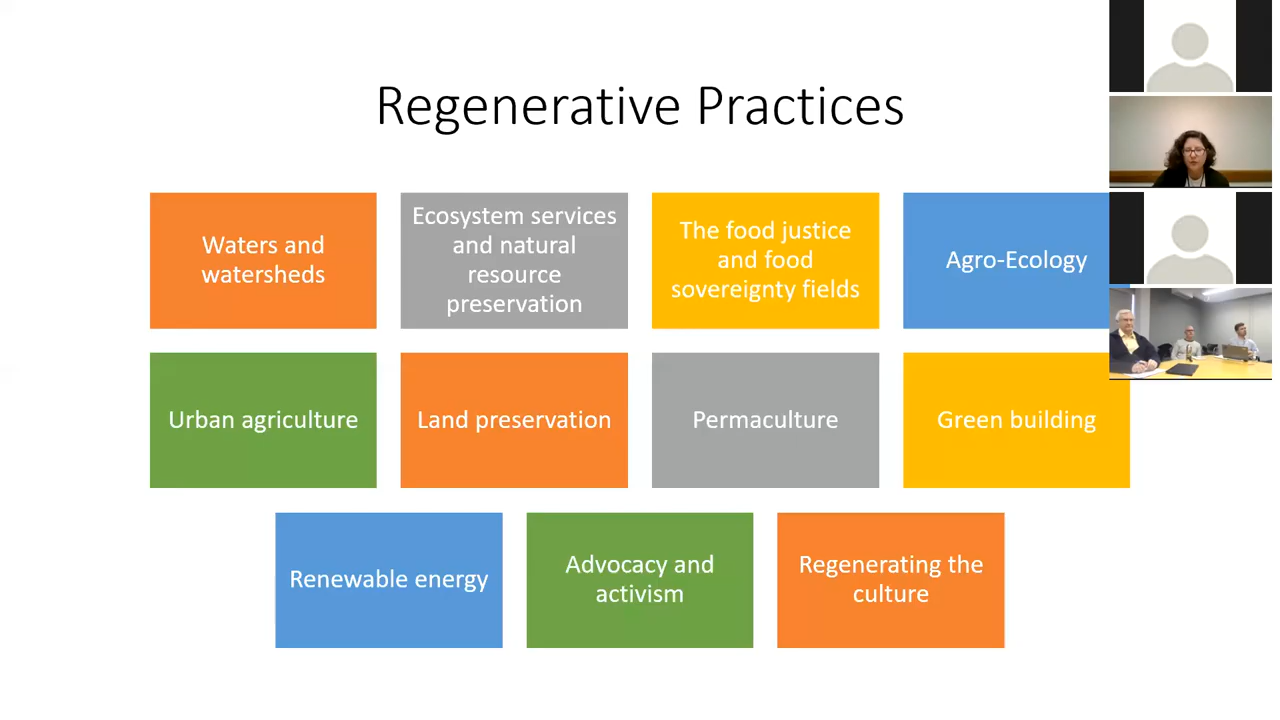 Regenerative Practices
Waters and
watersheds
Ecosystem services
and natural
resource
preservation
The food justice
and food
sovereignty fields
Agro-Ecology
Urban agriculture
Land preservation
Permaculture
Green building
Renewable energy
Advocacy and
activism
Regenerating the
culture